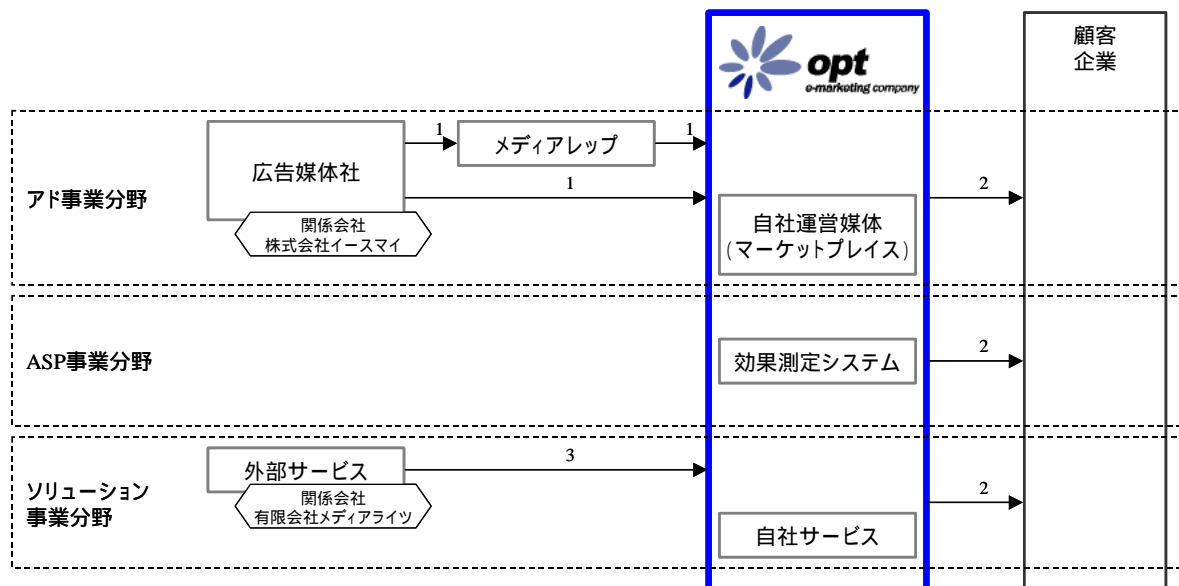 opt
e-marketing company
顧客
企業
アド事業分野
広告媒体社
関係会社
株式会社イースマイ
1
メディアレップ
1
1
自社運営媒体
(マーケットプレイス)
2
ASP事業分野
効果測定システム
2
ソリューション
事業分野
外部サービス
関係会社
有限会社メディアライツ
3
自社サービス
2